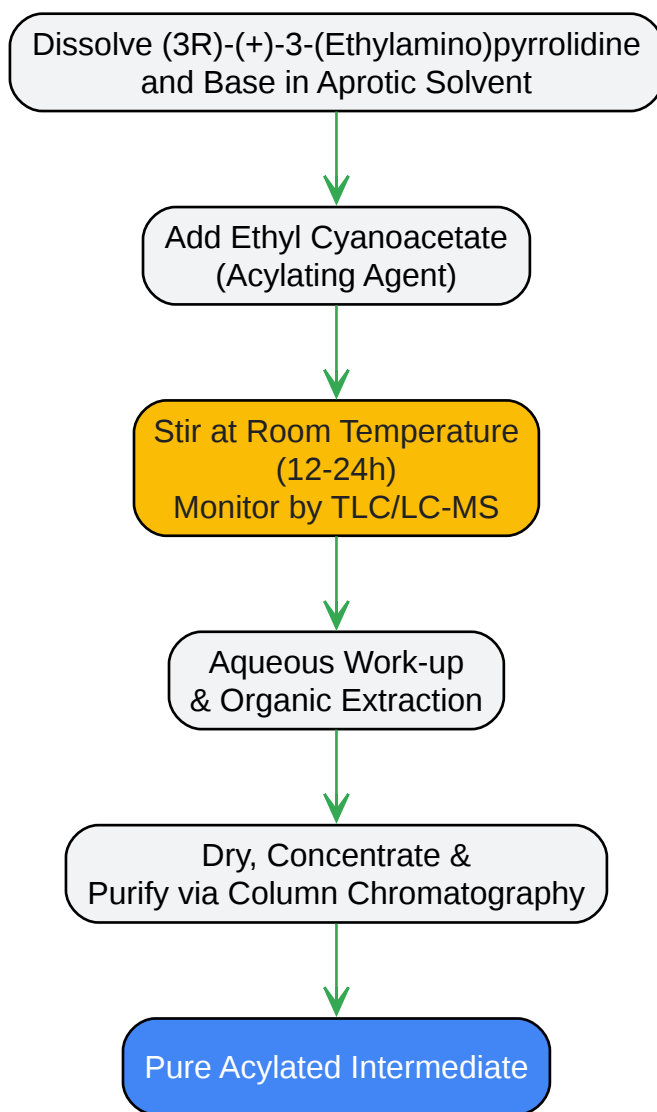 Dissolve (3R)-(+)-3-(Ethylamino)pyrrolidine
and Base in Aprotic Solvent
Add Ethyl Cyanoacetate
(Acylating Agent)
Stir at Room Temperature
(12-24h)
Monitor by TLC/LC-MS
Aqueous Work-up
& Organic Extraction
Dry, Concentrate &
Purify via Column Chromatography
Pure Acylated Intermediate